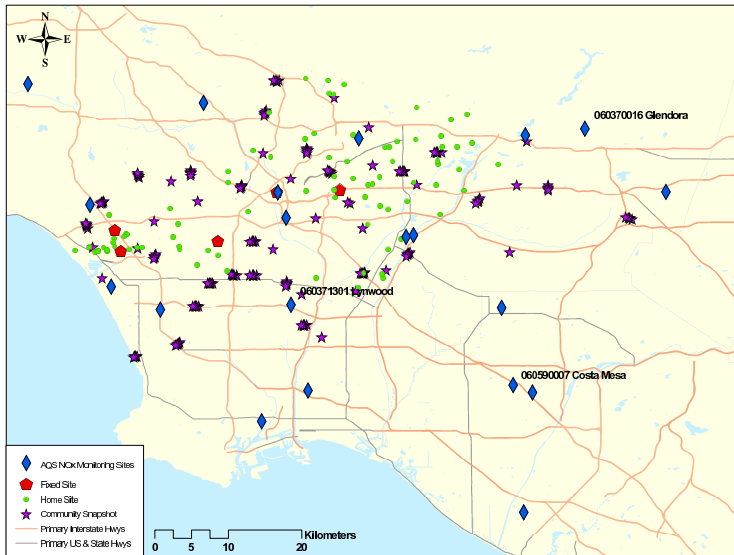 N
W E
S
060370016 Glendora
060371301 Lynwood
060590007 Costa Mesa
AQS NOx Monitoring Sites
Fixed Site
Home Site
Community Snapshot
Primary Interstate Hwys
Primary US & State Hwys
Kilometers
0 5 10 20